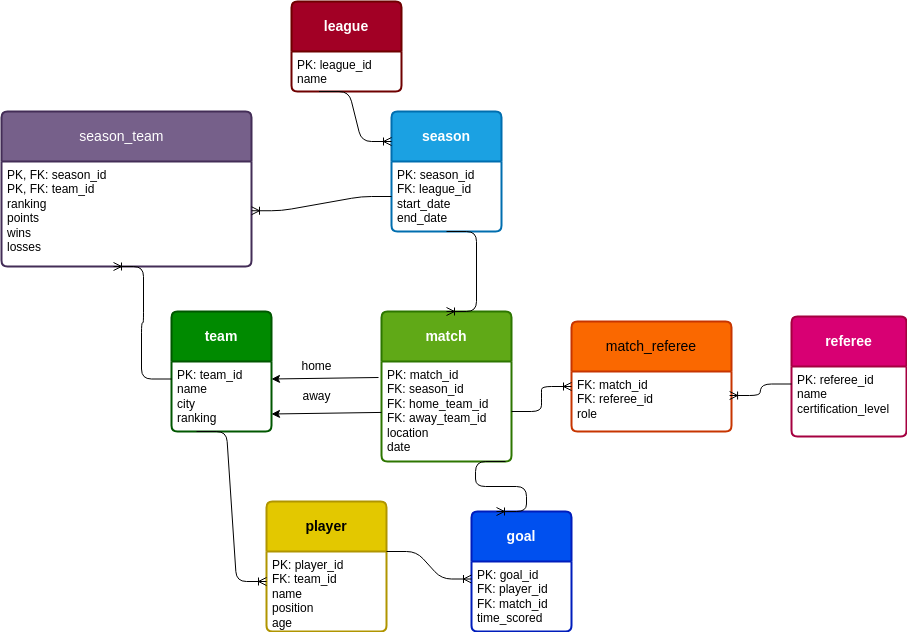 league
PK: league_id
name
season_team
PK, FK: season_id
PK, FK: team_id
ranking
points
wins
losses
season
PK: season_id
FK: league_id
start_date
end_date
team
PK: team_id
name
city
ranking
home
away
match
PK: match_id
FK: season_id
FK: home_team_id
FK: away_team_id
location
date
match_referee
FK: match_id
FK: referee_id
role
referee
PK: referee_id
name
certification_level
player
PK: player_id
FK: team_id
name
position
age
goal
PK: goal_id
FK: player_id
FK: match_id
time_scored